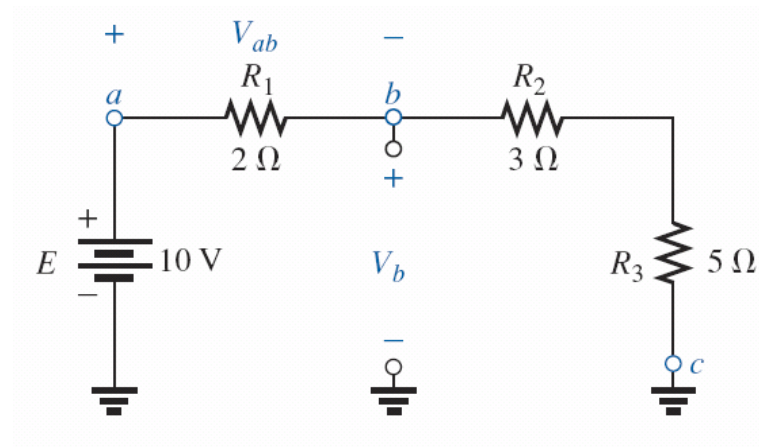 + V_ab −
R_1 R_2
a b
2 Ω 3 Ω
+
+
E 10 V V_b R_3 5 Ω
−
−
c